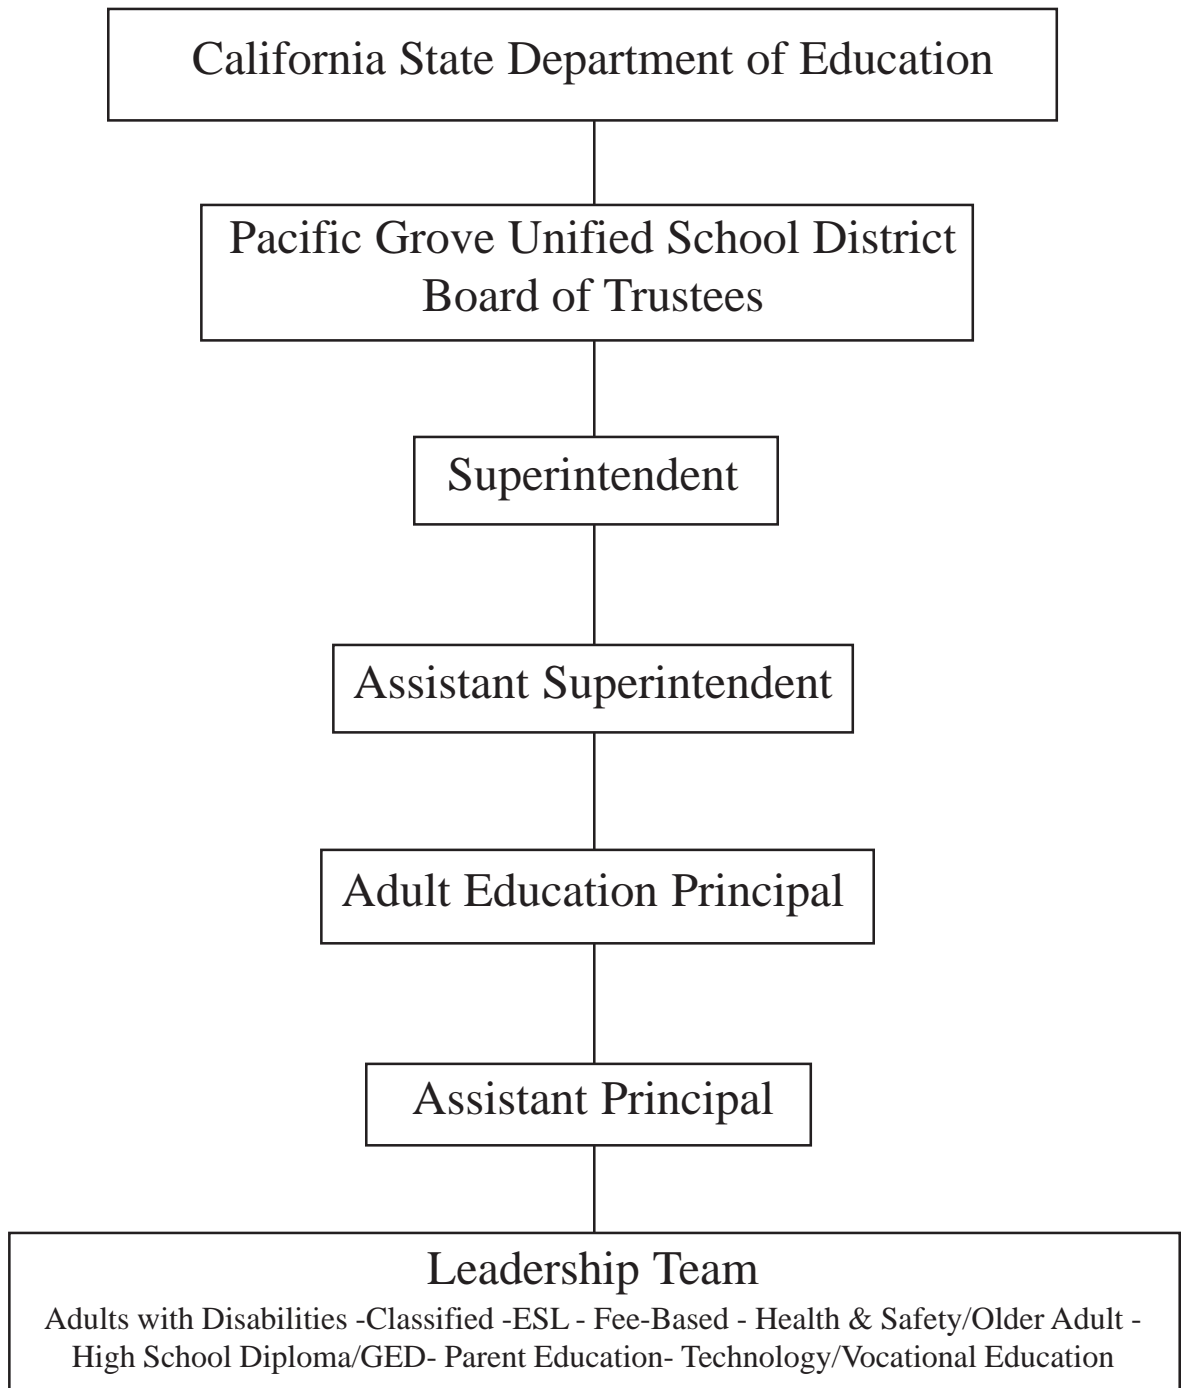 California State Department of Education
Pacific Grove Unified School District
Board of Trustees
Superintendent
Assistant Superintendent
Adult Education Principal
Assistant Principal
Leadership Team
Adults with Disabilities -Classified -ESL - Fee-Based - Health & Safety/Older Adult -
High School Diploma/GED- Parent Education- Technology/Vocational Education